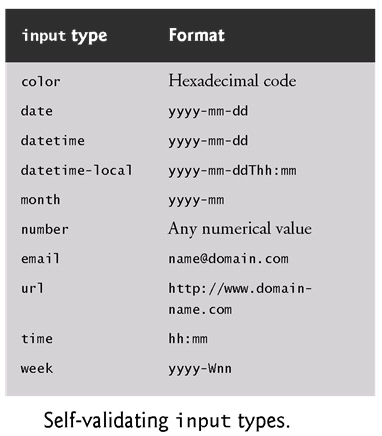 input type Format
color Hexadecimal code
date yyyy-mm-dd
datetime yyyy-mm-dd
datetime-local yyyy-mm-ddThh:mm
month yyyy-mm
number Any numerical value
email name@domain.com
url http://www.domain-
name.com
time hh:mm
week yyyy-Wnn
Self-validating input types.